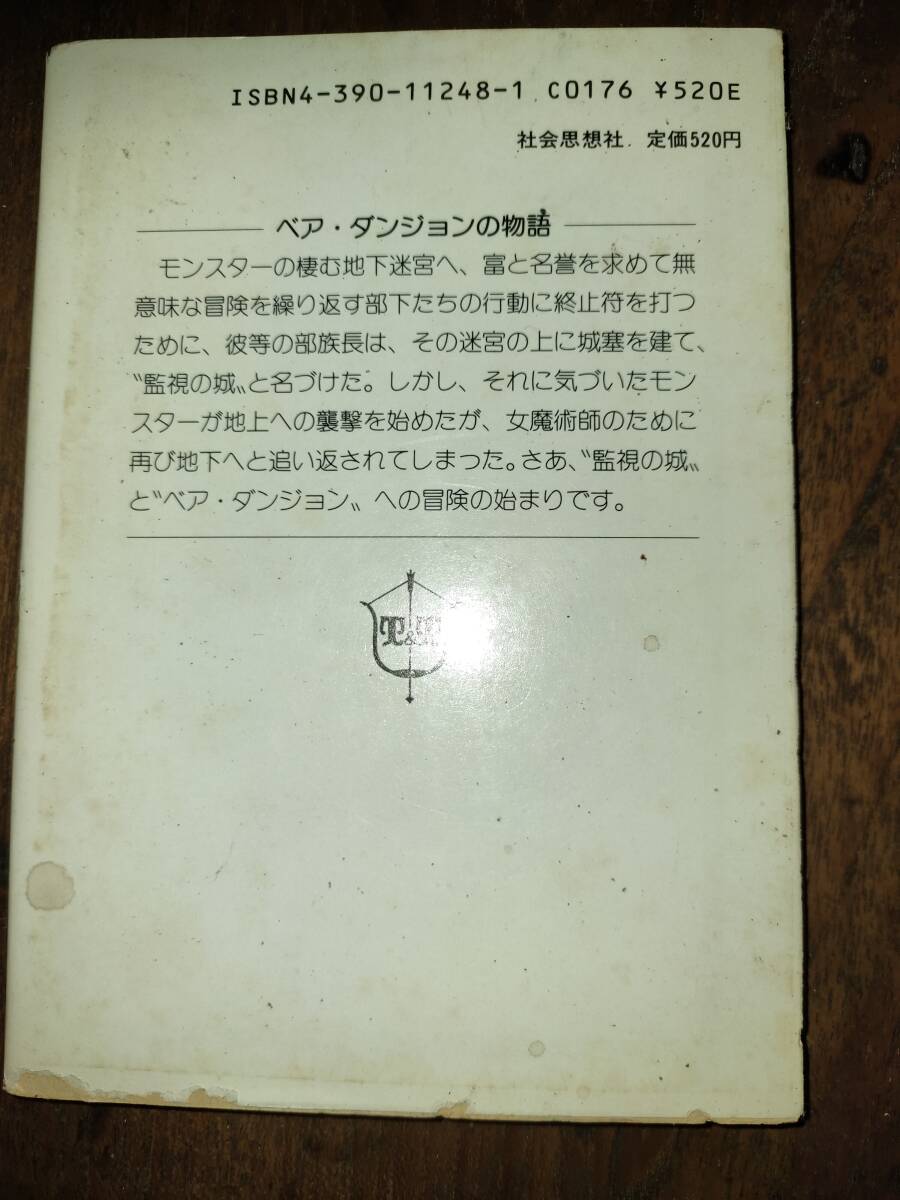 ISBN4-390-11248-1 C0176 ¥520E
社会思想社 定価520円
ベア・ダンジョンの物語
モンスターの棲む地下迷宮へ、富と名誉を求めて無
意味な冒険を繰り返す部下たちの行動に終止符を打つ
ために、彼等の部族長は、その迷宮の上に城塞を建て、
〝監視の城〟と名づけた。しかし、それに気づいたモン
スターが地上への襲撃を始めたが、女魔術師のために
再び地下へと追い返されてしまった。さあ、〝監視の城〟
と〝ベア・ダンジョン〟への冒険の始まりです。
T&T